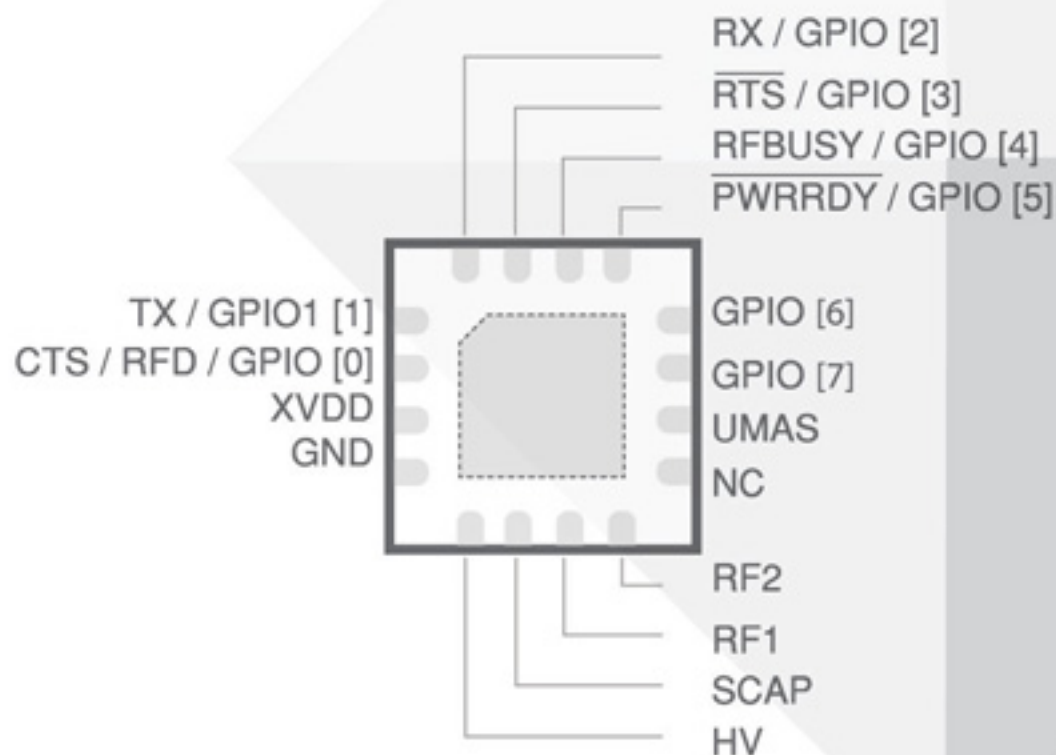 RX / GPIO [2]
RTS / GPIO [3]
RFBUSY / GPIO [4]
PWRRDY / GPIO [5]
TX / GPIO1 [1]
CTS / RFD / GPIO [0]
XVDD
GND
GPIO [6]
GPIO [7]
UMAS
NC
RF2
RF1
SCAP
HV